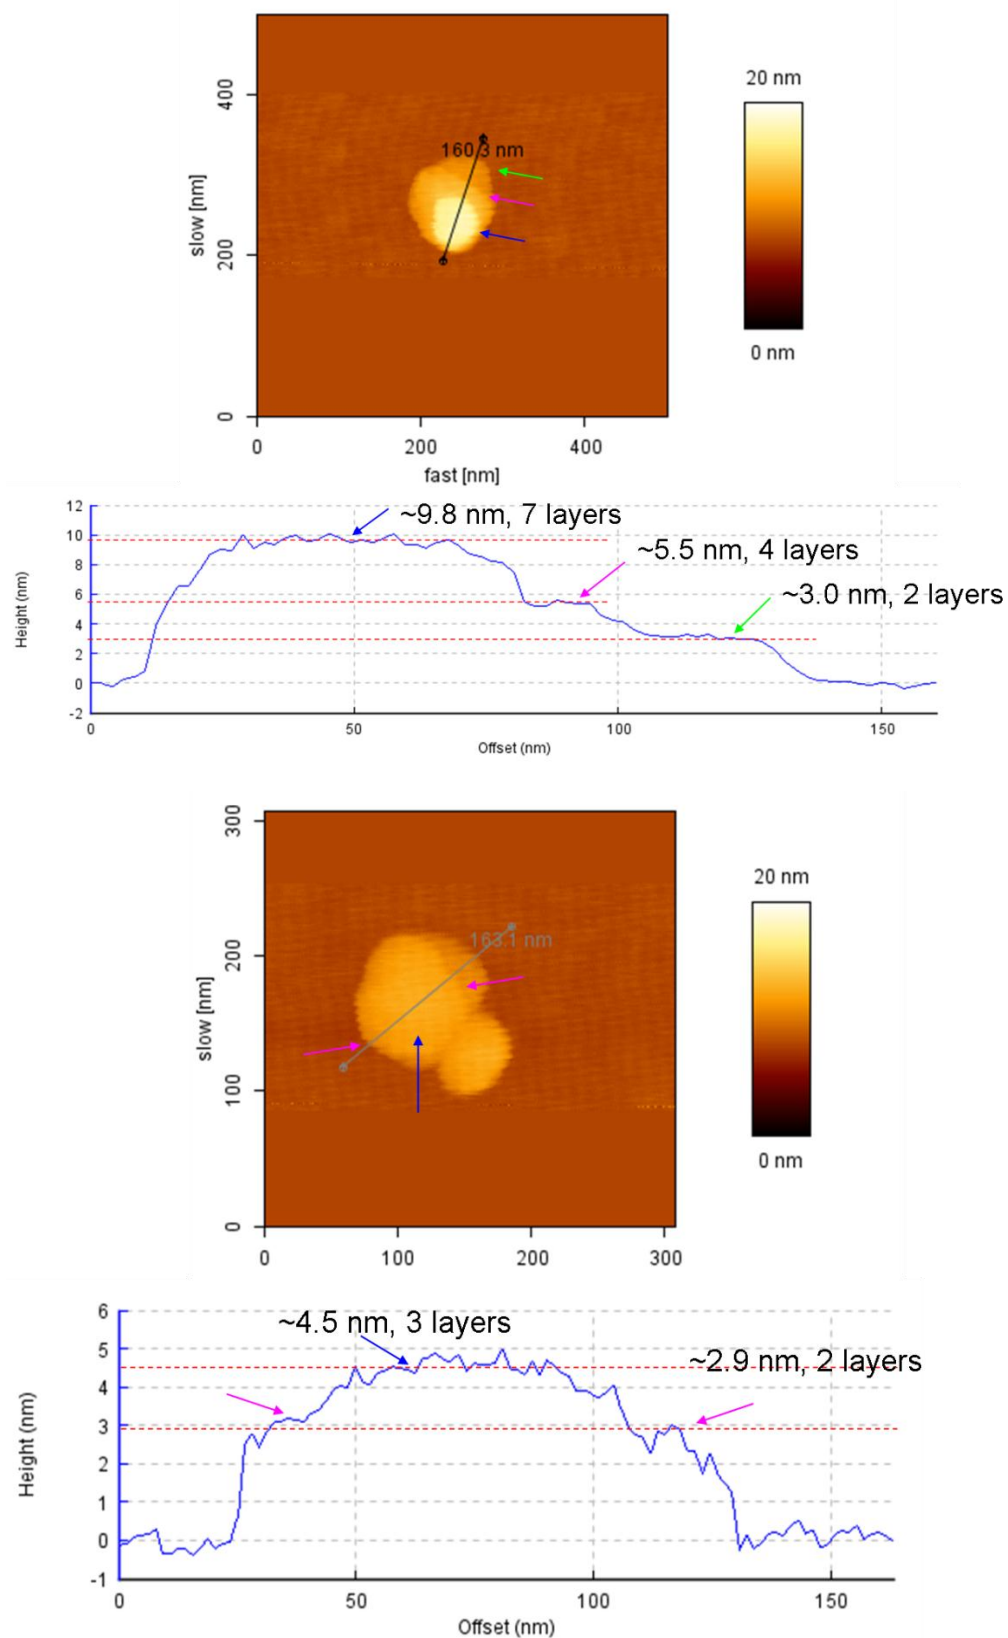 400
200
0
slow [nm]
160.3 nm
0 200 400
fast [nm]
20 nm
0 nm
12
10
8
6
4
2
0
-2
Height (nm)
~9.8 nm, 7 layers
~5.5 nm, 4 layers
~3.0 nm, 2 layers
0 50 100 150
Offset (nm)
300
200
100
0
slow [nm]
163.1 nm
0 100 200 300
20 nm
0 nm
6
5
4
3
2
1
0
-1
Height (nm)
~4.5 nm, 3 layers
~2.9 nm, 2 layers
0 50 100 150
Offset (nm)